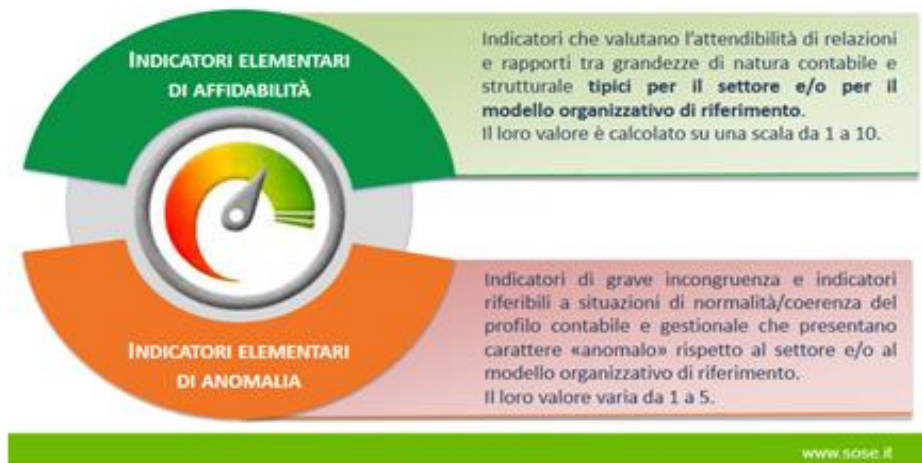 INDICATORI ELEMENTARI
DI AFFIDABILITÀ
Indicatori che valutano l'attendibilità di relazioni
e rapporti tra grandezze di natura contabile e
strutturale tipici per il settore e/o per il
modello organizzativo di riferimento.
Il loro valore è calcolato su una scala da 1 a 10.
INDICATORI ELEMENTARI
DI ANOMALIA
Indicatori di grave incongruenza e indicatori
riferibili a situazioni di normalità/coerenza del
profilo contabile e gestionale che presentano
carattere «anomalo» rispetto al settore e/o al
modello organizzativo di riferimento.
Il loro valore varia da 1 a 5.
www.sose.it